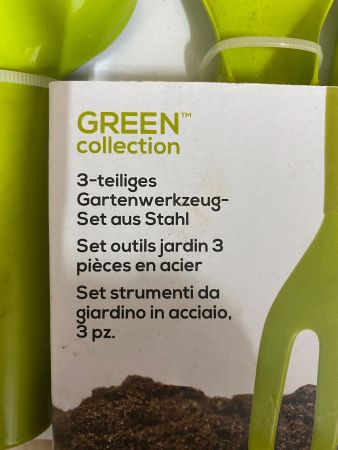 GREEN™
collection
3-teiliges
Gartenwerkzeug-
Set aus Stahl
Set outils jardin 3
pièces en acier
Set strumenti da
giardino in acciaio,
3 pz.